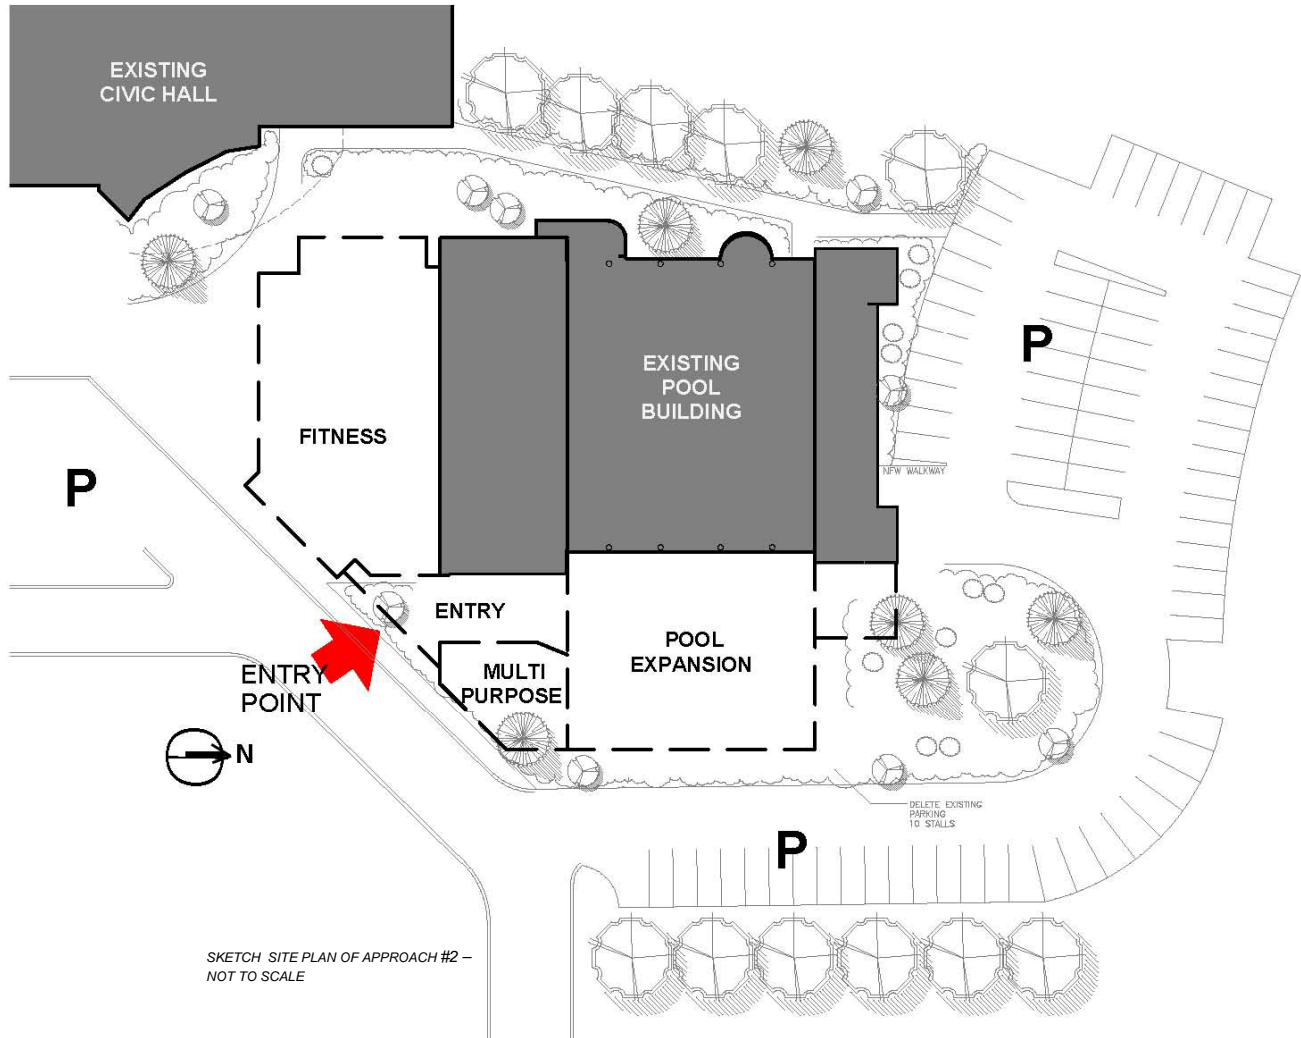 EXISTING
CIVIC HALL
P
EXISTING
POOL
BUILDING
FITNESS
NEW WALKWAY
P
ENTRY
POOL
EXPANSION
MULTI
PURPOSE
ENTRY
POINT
N
DELETE EXISTING
PARKING
10 STALLS
P
SKETCH SITE PLAN OF APPROACH #2 –
NOT TO SCALE